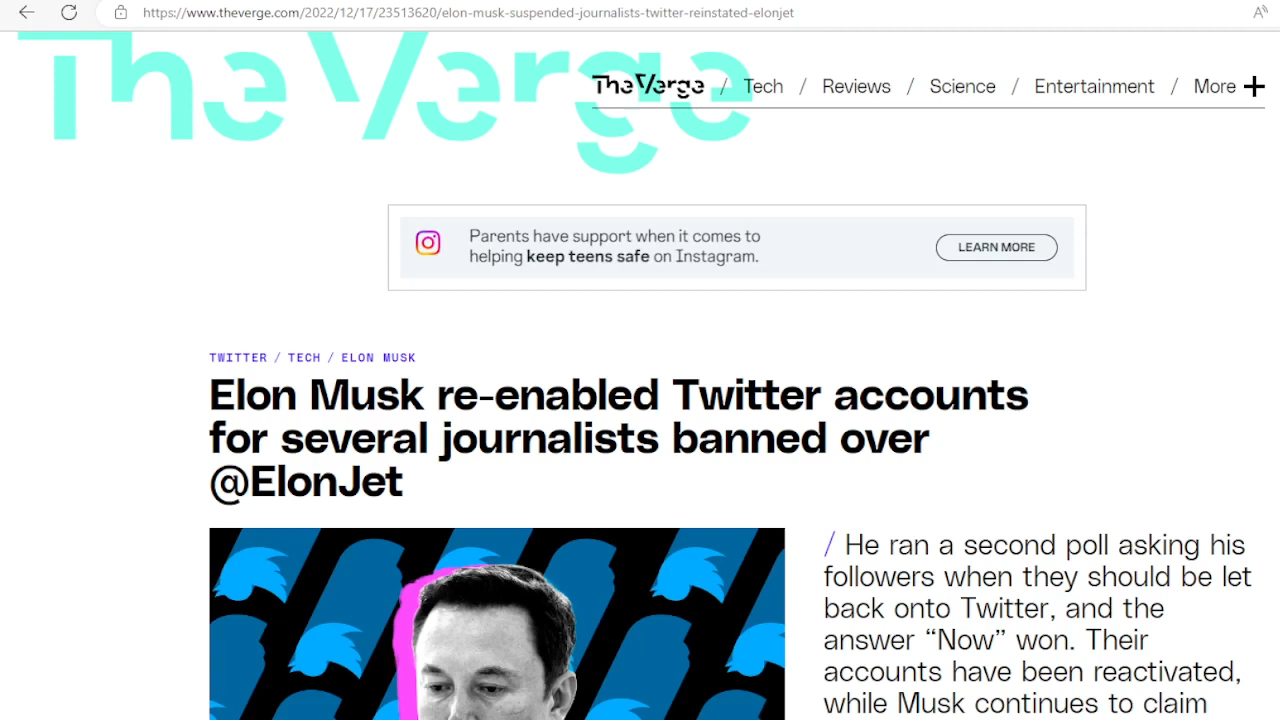 https://www.theverge.com/2022/12/17/23513620/elon-musk-suspended-journalists-twitter-reinstated-elonjet
A
The Verge
The Verge / Tech / Reviews / Science / Entertainment / More +
Parents have support when it comes to
helping keep teens safe on Instagram.
LEARN MORE
TWITTER / TECH / ELON MUSK
Elon Musk re-enabled Twitter accounts
for several journalists banned over
@ElonJet
/ He ran a second poll asking his
followers when they should be let
back onto Twitter, and the
answer “Now” won. Their
accounts have been reactivated,
while Musk continues to claim